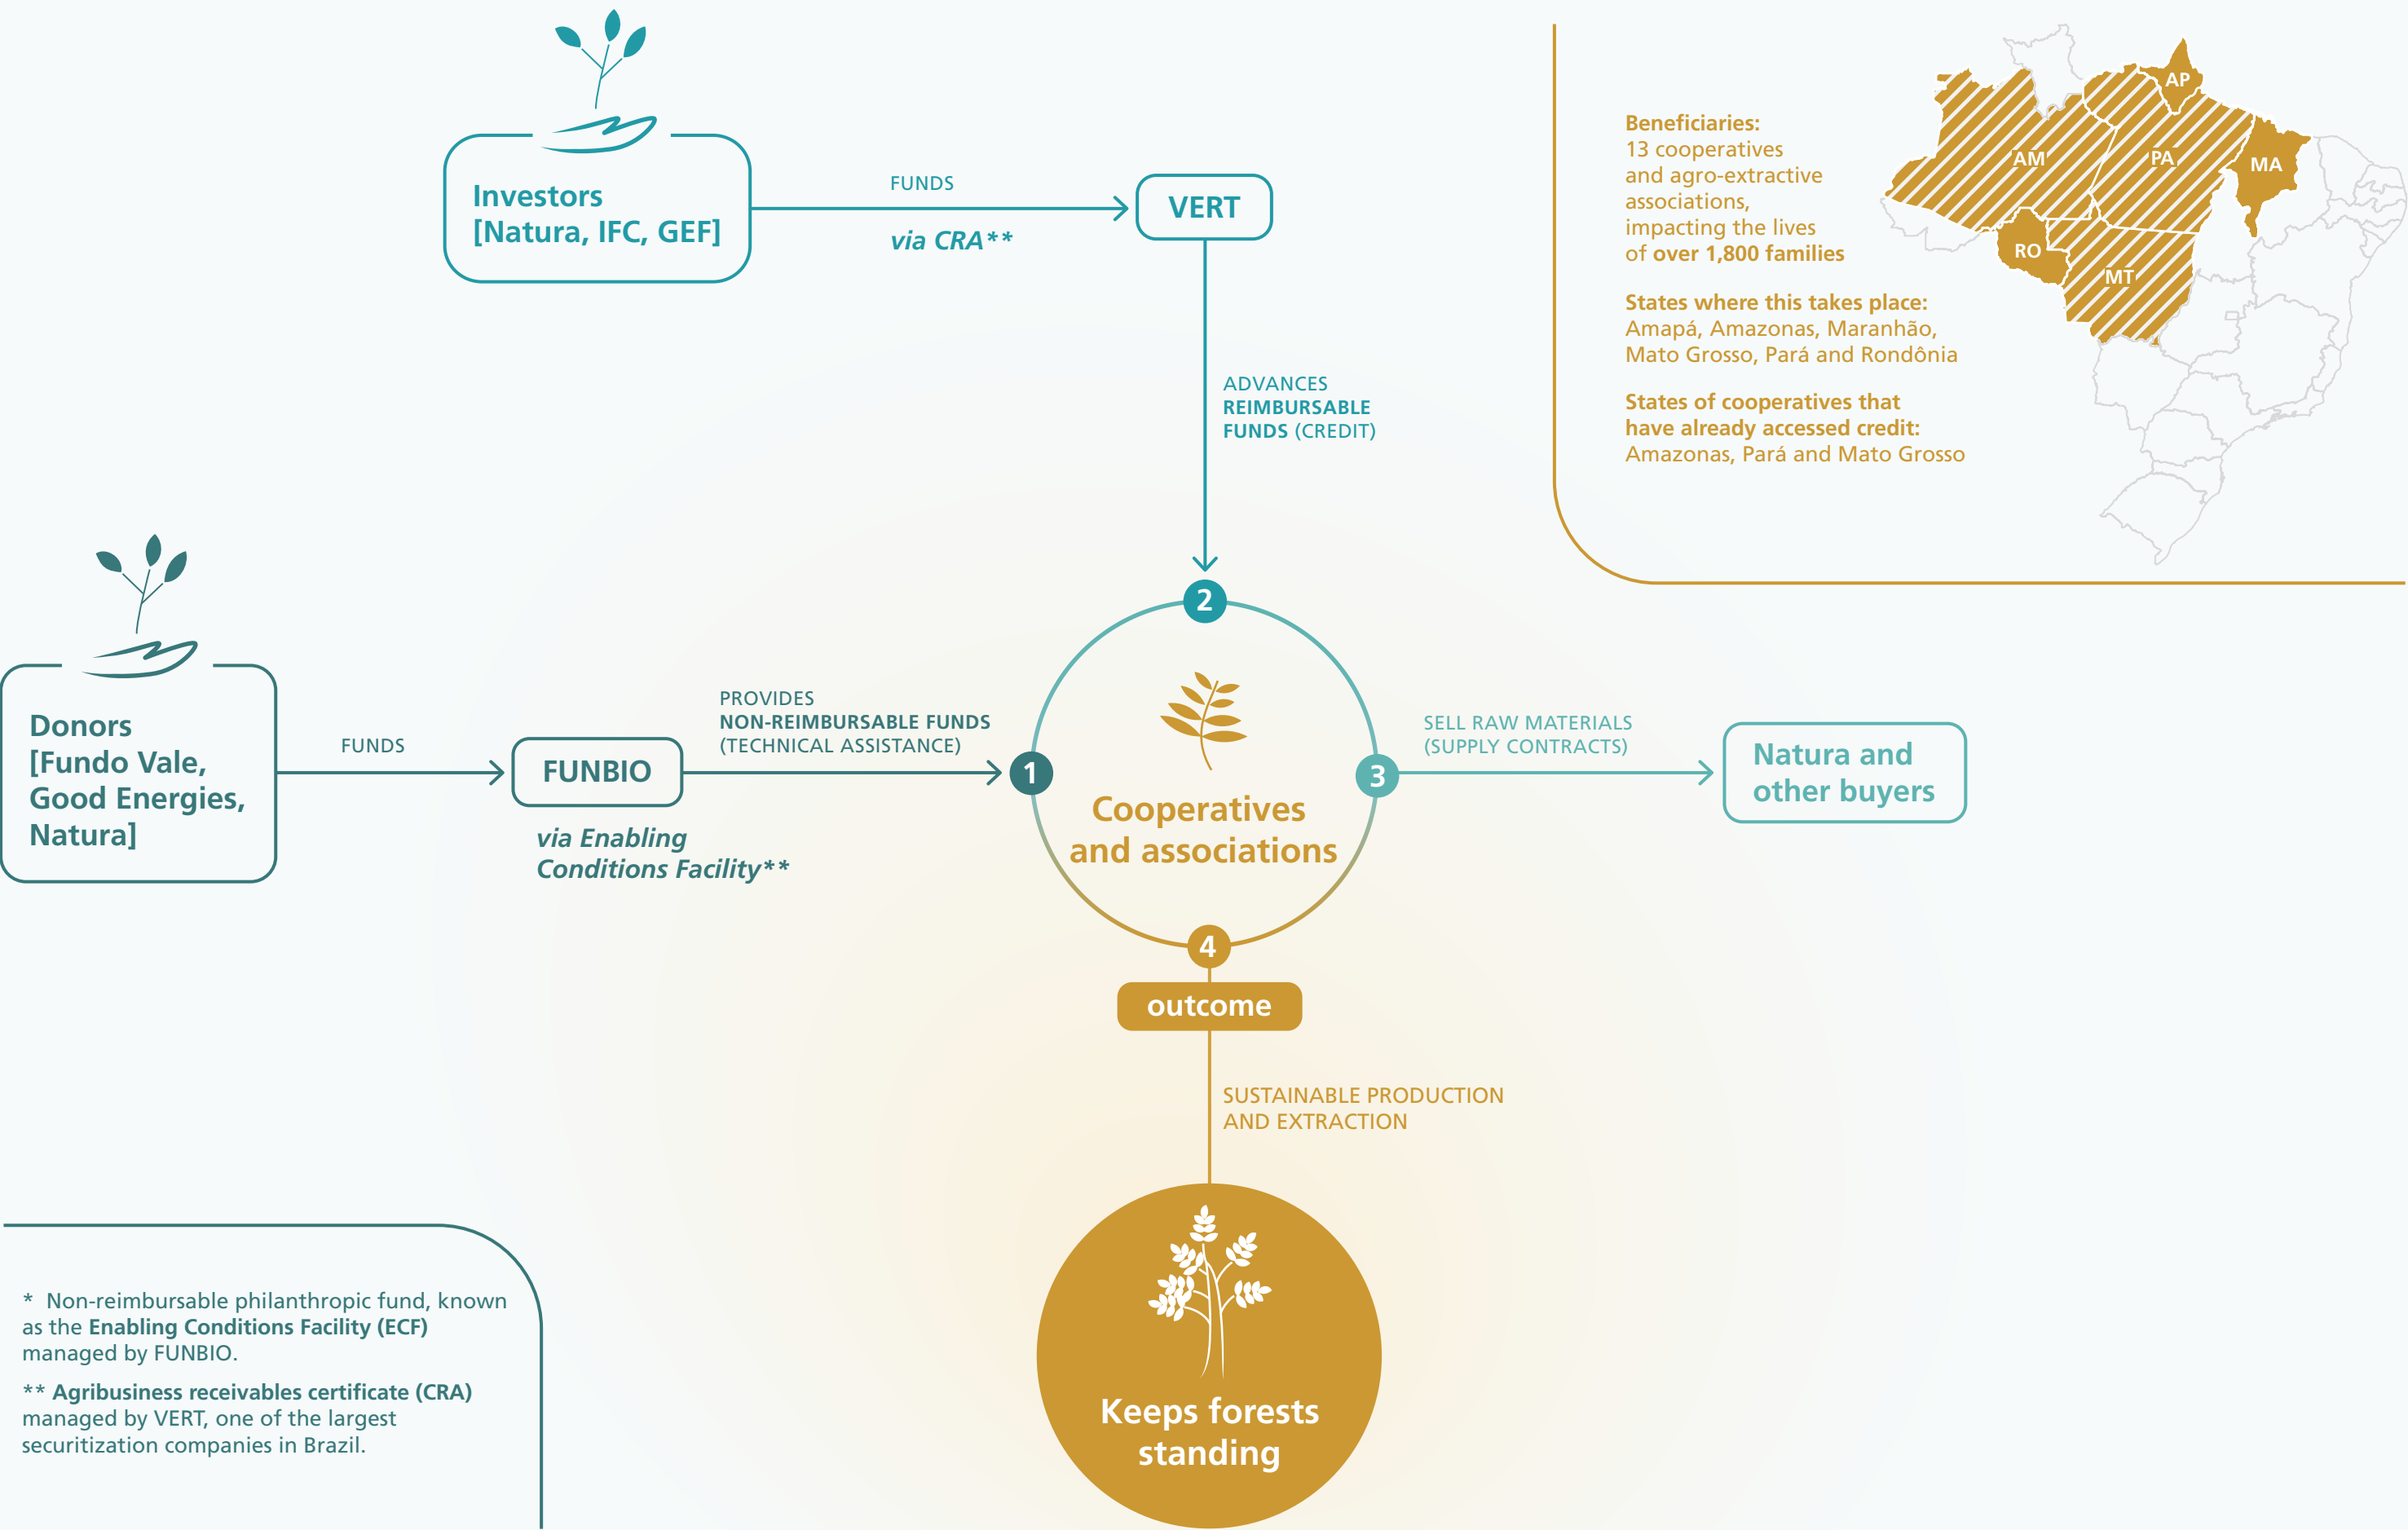 Investors
[Natura, IFC, GEF]
FUNDS
via CRA**
VERT
ADVANCES
REIMBURSABLE
FUNDS (CREDIT)
Beneficiaries:
13 cooperatives
and agro-extractive
associations,
impacting the lives
of over 1,800 families
States where this takes place:
Amapá, Amazonas, Maranhão,
Mato Grosso, Pará and Rondônia
States of cooperatives that
have already accessed credit:
Amazonas, Pará and Mato Grosso
AP
AM
PA
MA
RO
MT
Donors
[Fundo Vale,
Good Energies,
Natura]
FUNDS
FUNBIO
via Enabling
Conditions Facility**
PROVIDES
NON-REIMBURSABLE FUNDS
(TECHNICAL ASSISTANCE)
1
2
3
4
Cooperatives
and associations
SELL RAW MATERIALS
(SUPPLY CONTRACTS)
Natura and
other buyers
outcome
SUSTAINABLE PRODUCTION
AND EXTRACTION
Keeps forests
standing
* Non-reimbursable philanthropic fund, known
as the Enabling Conditions Facility (ECF)
managed by FUNBIO.
** Agribusiness receivables certificate (CRA)
managed by VERT, one of the largest
securitization companies in Brazil.